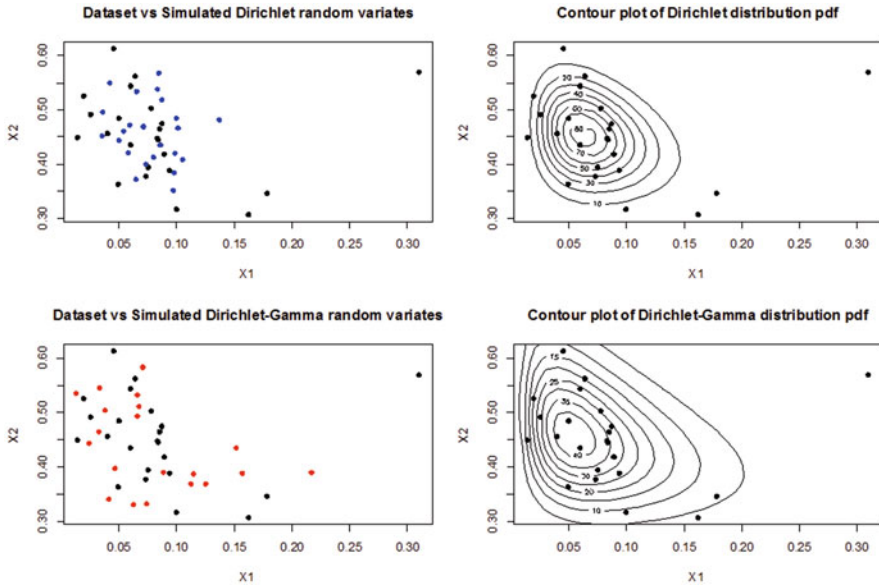 Dataset vs Simulated Dirichlet random variates
X2
0.60
0.50
0.40
0.30
0.05 0.10 0.15 0.20 0.25 0.30
X1
Contour plot of Dirichlet distribution pdf
X2
0.60
0.50
0.40
0.30
20
40
60
80
70
50
30
10
0.05 0.10 0.15 0.20 0.25 0.30
X1
Dataset vs Simulated Dirichlet-Gamma random variates
X2
0.60
0.50
0.40
0.30
0.05 0.10 0.15 0.20 0.25 0.30
X1
Contour plot of Dirichlet-Gamma distribution pdf
X2
0.60
0.50
0.40
0.30
15
25
35
40
30
20
10
0.05 0.10 0.15 0.20 0.25 0.30
X1